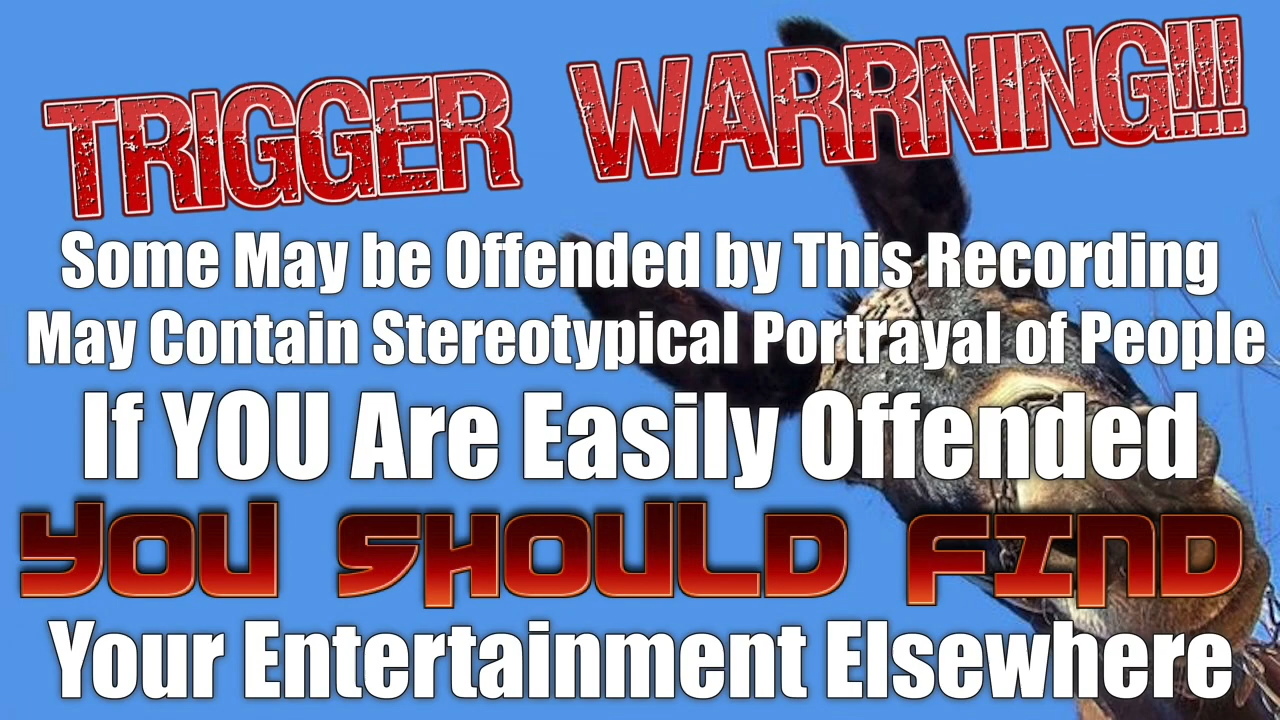 TRIGGER WARRNING!!!
Some May be Offended by This Recording
May Contain Stereotypical Portrayal of People
If YOU Are Easily Offended
YOU SHOULD FIND
Your Entertainment Elsewhere